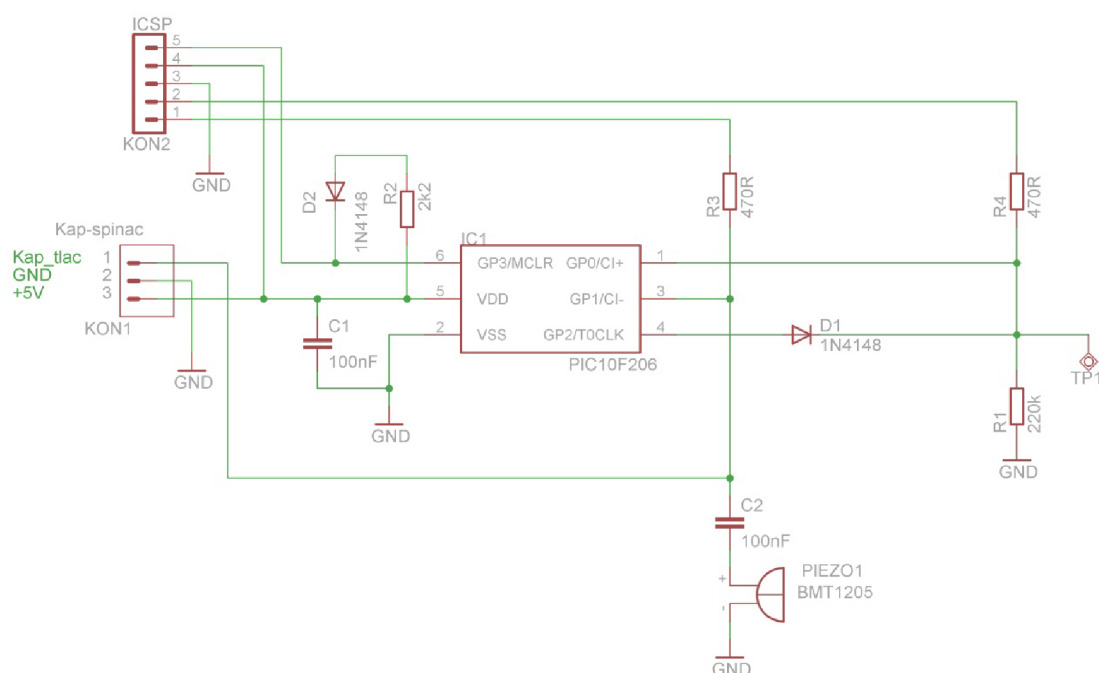 ICSP
5
4
3
2
1
KON2
GND
D2
1N4148
R2
2k2
R3
470R
R4
470R
Kap-spinac
Kap_tlac 1
GND 2
+5V 3
KON1
GND
IC1
6 GP3/MCLR GP0/CI+ 1
5 VDD GP1/CI- 3
2 VSS GP2/T0CLK 4
PIC10F206
C1
100nF
GND
D1
1N4148
TP1
R1
220k
GND
C2
100nF
+
-
PIEZO1
BMT1205
GND